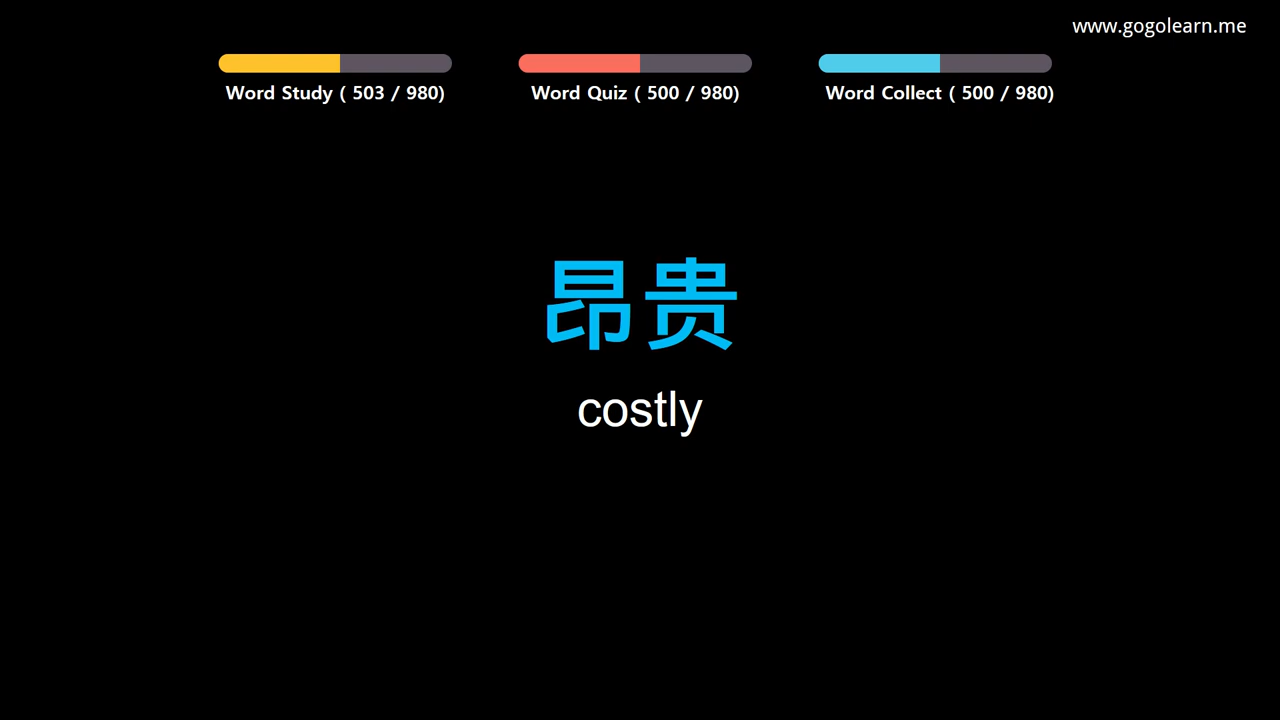 www.gogolearn.me
Word Study ( 503 / 980)
Word Quiz ( 500 / 980)
Word Collect ( 500 / 980)
昂贵
costly